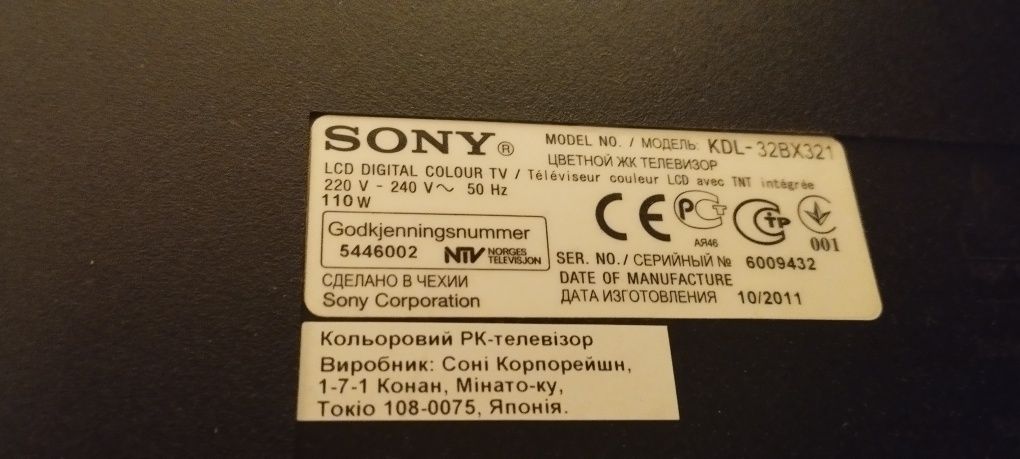 SONY®
MODEL NO. / МОДЕЛЬ: KDL-32BX321
ЦВЕТНОЙ ЖК ТЕЛЕВИЗОР
LCD DIGITAL COLOUR TV / Téléviseur couleur LCD avec TNT intégrée
220 V - 240 V~ 50 Hz
110 W
Godkjenningsnummer
5446002 NTV NORGES
TELEVISJON
СДЕЛАНО В ЧЕХИИ
Sony Corporation
CE РСТ СТР
АЯ46
001
SER. NO./ СЕРИЙНЫЙ № 6009432
DATE OF MANUFACTURE
ДАТА ИЗГОТОВЛЕНИЯ 10/2011
Кольоровий РК-телевізор
Виробник: Соні Корпорейшн,
1-7-1 Конан, Мінато-ку,
Токіо 108-0075, Японія.